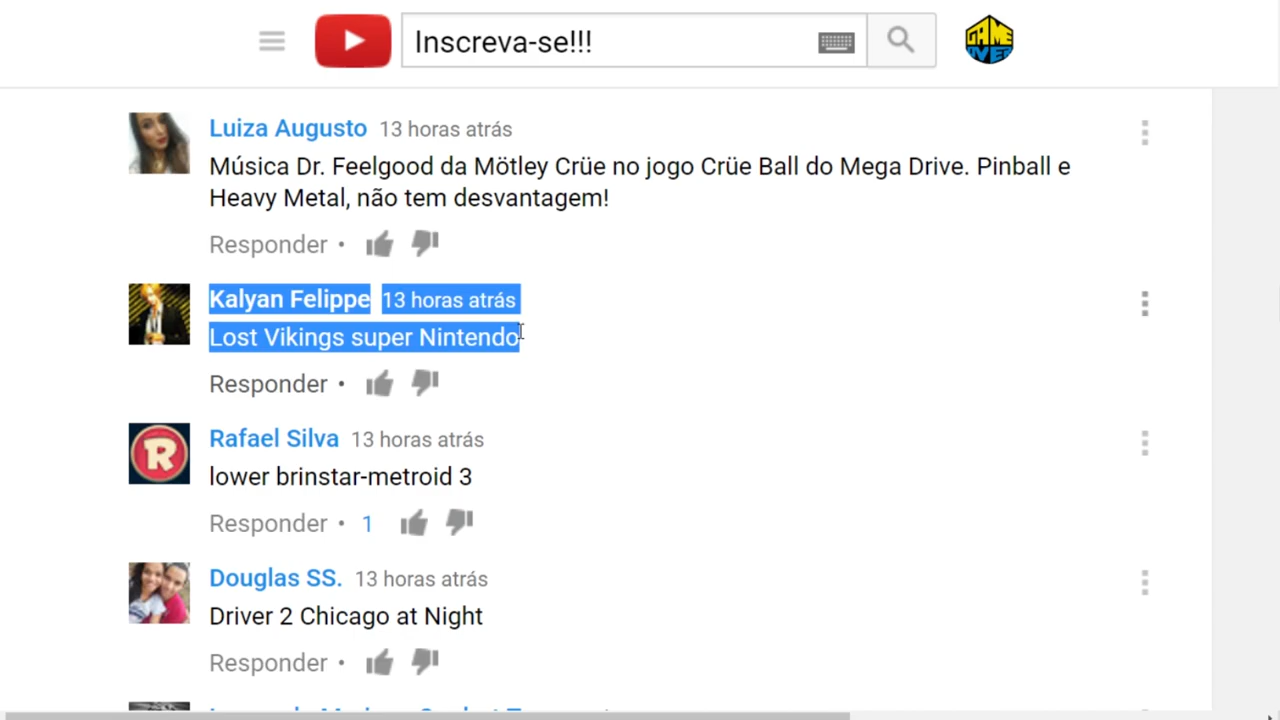 Inscreva-se!!!
GAME OVER
Luiza Augusto 13 horas atrás
Música Dr. Feelgood da Mötley Crüe no jogo Crüe Ball do Mega Drive. Pinball e
Heavy Metal, não tem desvantagem!
Responder •
Kalyan Felippe 13 horas atrás
Lost Vikings super Nintendo
Responder •
R
Rafael Silva 13 horas atrás
lower brinstar-metroid 3
Responder • 1
Douglas SS. 13 horas atrás
Driver 2 Chicago at Night
Responder •